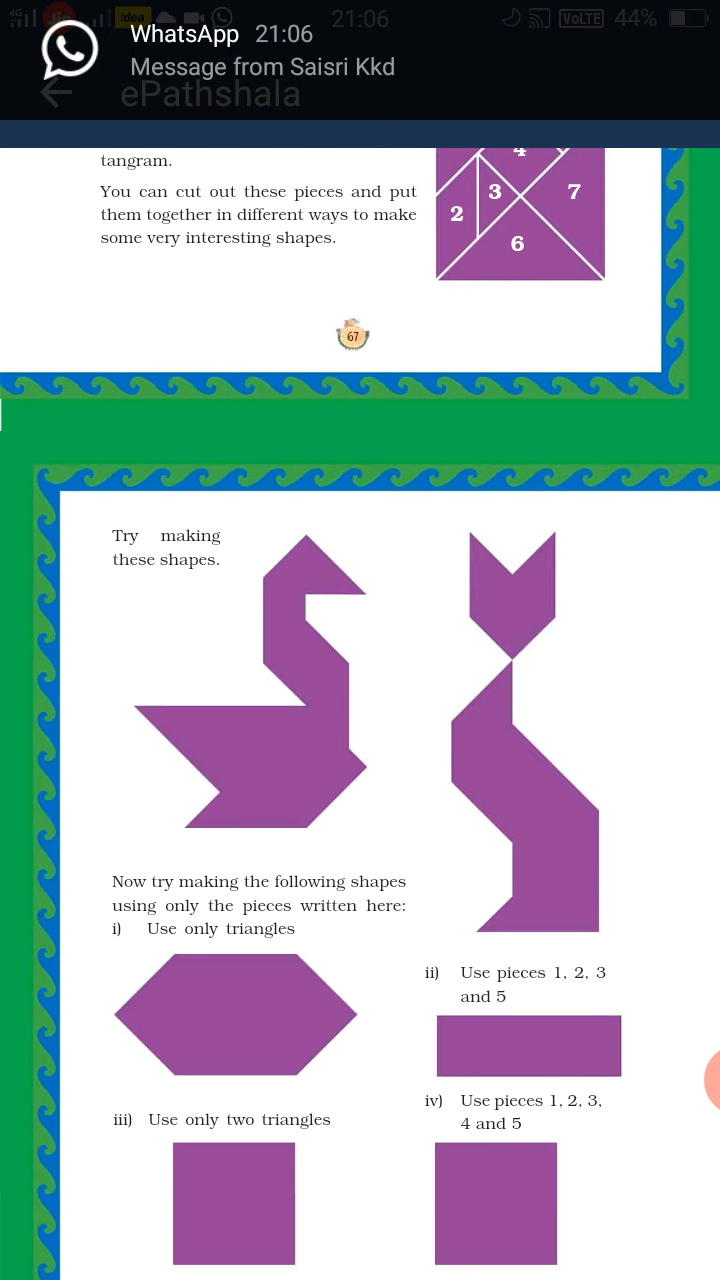 4G Jio Idea 21:06 VoLTE 44%
WhatsApp 21:06
Message from Saisri Kkd
ePathshala
tangram.
You can cut out these pieces and put
them together in different ways to make
some very interesting shapes.
4
3
7
2
6
67
Try making
these shapes.
Now try making the following shapes
using only the pieces written here:
i) Use only triangles
ii) Use pieces 1, 2, 3
and 5
iii) Use only two triangles
iv) Use pieces 1, 2, 3,
4 and 5